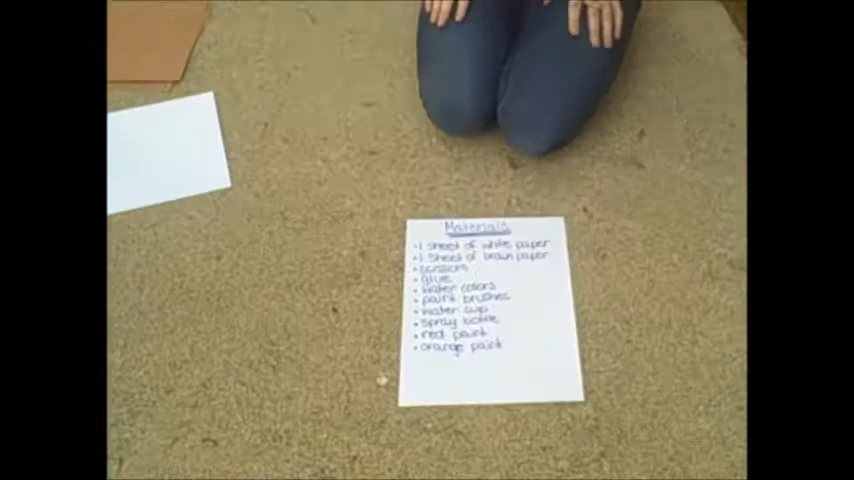 Materials
• 1 sheet of white paper
• 1 sheet of brown paper
• scissors
• glue
• water colors
• paint brushes
• water cup
• spray bottle
• red paint
• orange paint